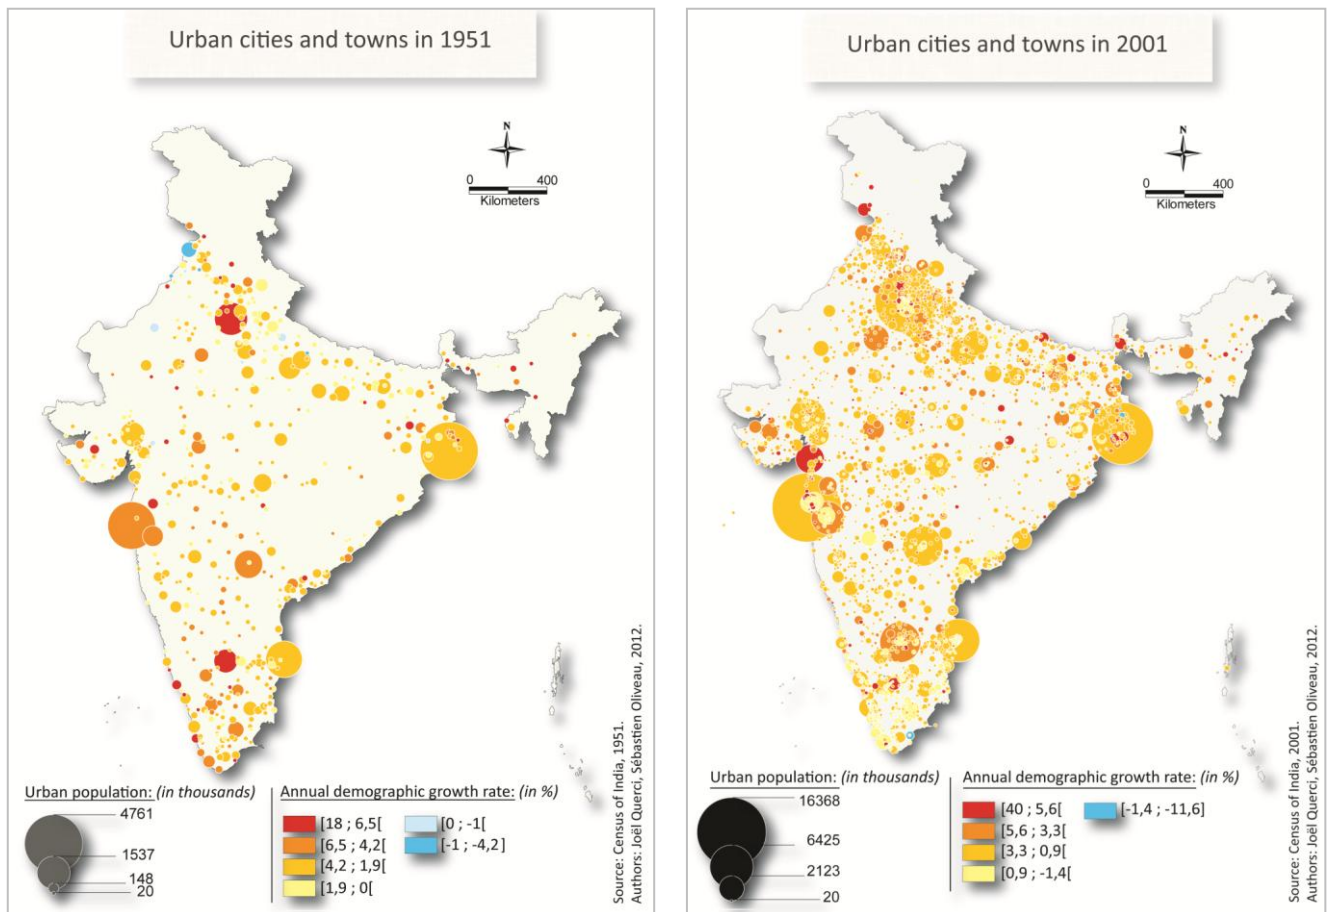 Urban cities and towns in 1951
N
0 400
Kilometers
Source: Census of India, 1951.
Authors: Joël Querci, Sébastien Oliveau, 2012.
Urban population: (in thousands)
4761
1537
148
20
Annual demographic growth rate: (in %)
[18 ; 6,5[
[6,5 ; 4,2[
[4,2 ; 1,9[
[1,9 ; 0[
[0 ; -1[
[-1 ; -4,2]
Urban cities and towns in 2001
N
0 400
Kilometers
3
Source: Census of India, 2001.
Authors: Joël Querci, Sébastien Oliveau, 2012.
Urban population: (in thousands)
16368
6425
2123
20
Annual demographic growth rate: (in %)
[40 ; 5,6[
[5,6 ; 3,3[
[3,3 ; 0,9[
[0,9 ; -1,4[
[-1,4 ; -11,6]